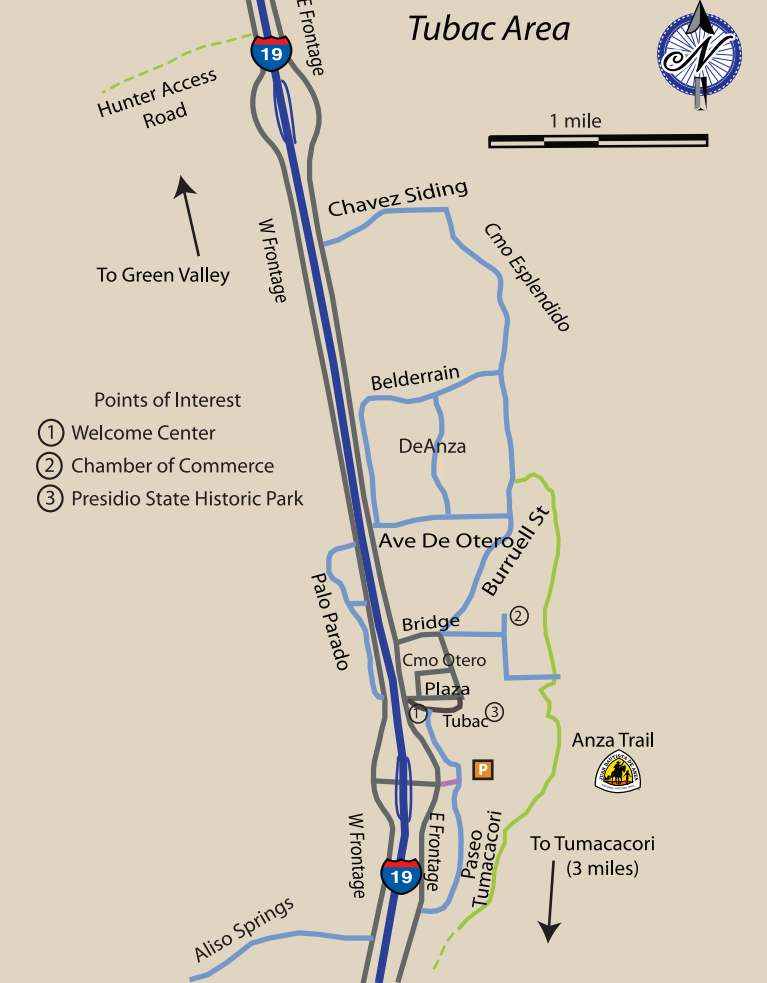 Tubac Area
E Frontage
19
N
Hunter Access
Road
1 mile
Chavez Siding
W Frontage
Cmo Esplendido
To Green Valley
Belderrain
Points of Interest
1 Welcome Center
2 Chamber of Commerce
3 Presidio State Historic Park
DeAnza
Ave De Otero
Burruell St
Palo Parado
2
Bridge
Cmo Otero
Plaza
1
Tubac
3
Anza Trail
P
W Frontage
E Frontage
Paseo
Tumacacori
To Tumacacori
(3 miles)
19
Aliso Springs